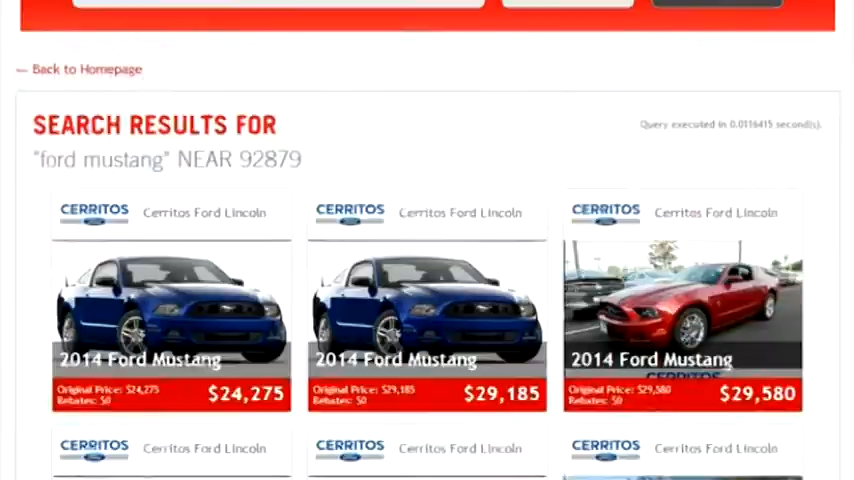 ← Back to Homepage
SEARCH RESULTS FOR
Query executed in 0.0116415 second(s).
"ford mustang" NEAR 92879
CERRITOS Cerritos Ford Lincoln
CERRITOS Cerritos Ford Lincoln
CERRITOS Cerritos Ford Lincoln
2014 Ford Mustang
2014 Ford Mustang
2014 Ford Mustang
CERRITOS
Original Price: $24,275
Rebates: $0
$24,275
Original Price: $29,185
Rebates: $0
$29,185
Original Price: $29,580
Rebates: $0
$29,580
CERRITOS Cerritos Ford Lincoln
CERRITOS Cerritos Ford Lincoln
CERRITOS Cerritos Ford Lincoln